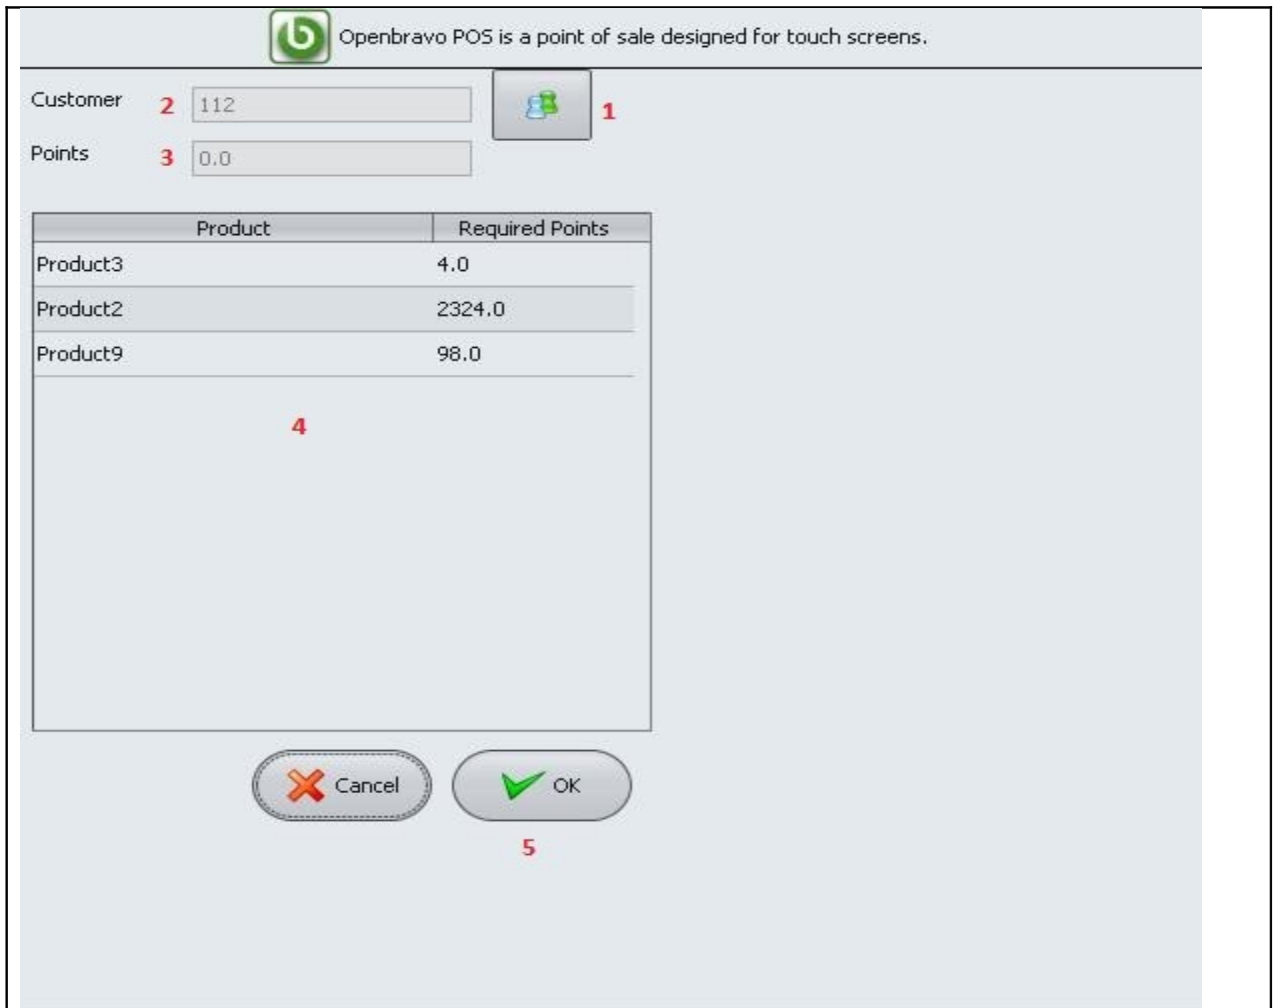 Openbravo POS is a point of sale designed for touch screens.
Customer 2 112 1
Points 3 0.0
Product Required Points
Product3 4.0
Product2 2324.0
Product9 98.0
4
Cancel OK
5